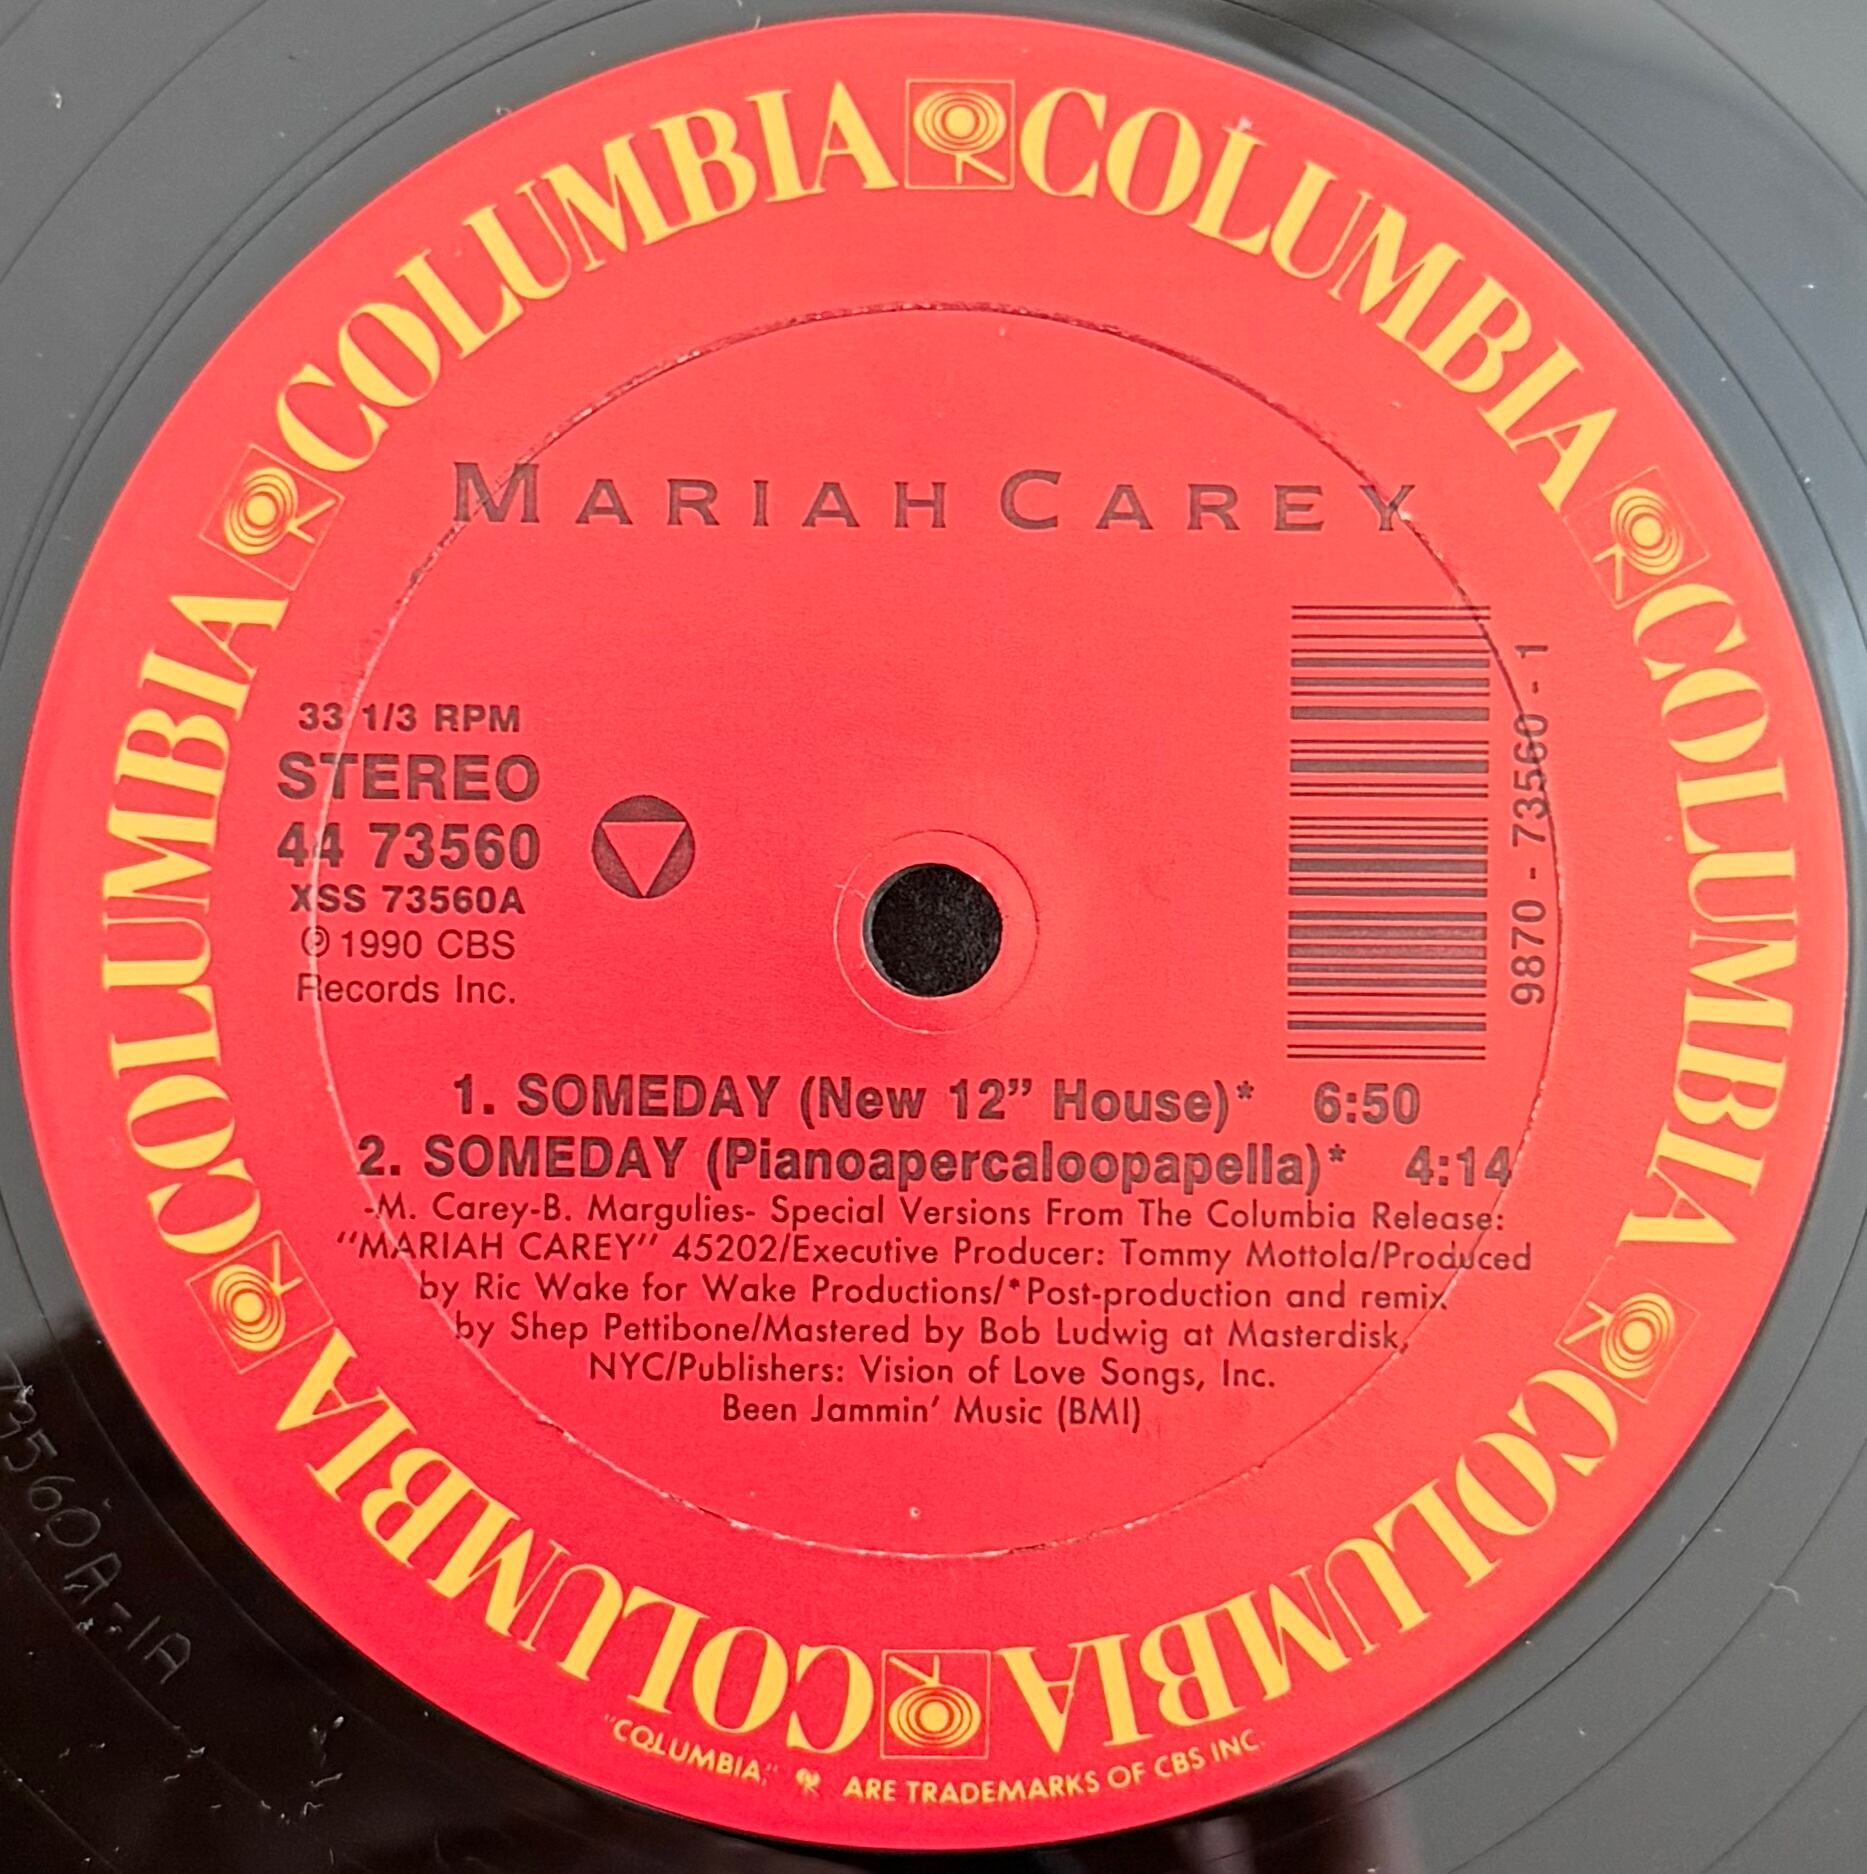 COLUMBIA COLUMBIA COLUMBIA COLUMBIA COLUMBIA COLUMBIA
MARIAH CAREY
33 1/3 RPM
STEREO
44 73560
XSS 73560A
℗ 1990 CBS
Records Inc.
9870 - 73560 - 1
1. SOMEDAY (New 12” House)* 6:50
2. SOMEDAY (Pianoapercaloopapella)* 4:14
-M. Carey-B. Margulies- Special Versions From The Columbia Release:
“MARIAH CAREY” 45202/Executive Producer: Tommy Mottola/Produced
by Ric Wake for Wake Productions/*Post-production and remix
by Shep Pettibone/Mastered by Bob Ludwig at Masterdisk,
NYC/Publishers: Vision of Love Songs, Inc.
Been Jammin’ Music (BMI)
"COLUMBIA," ARE TRADEMARKS OF CBS INC.
73560A-1A